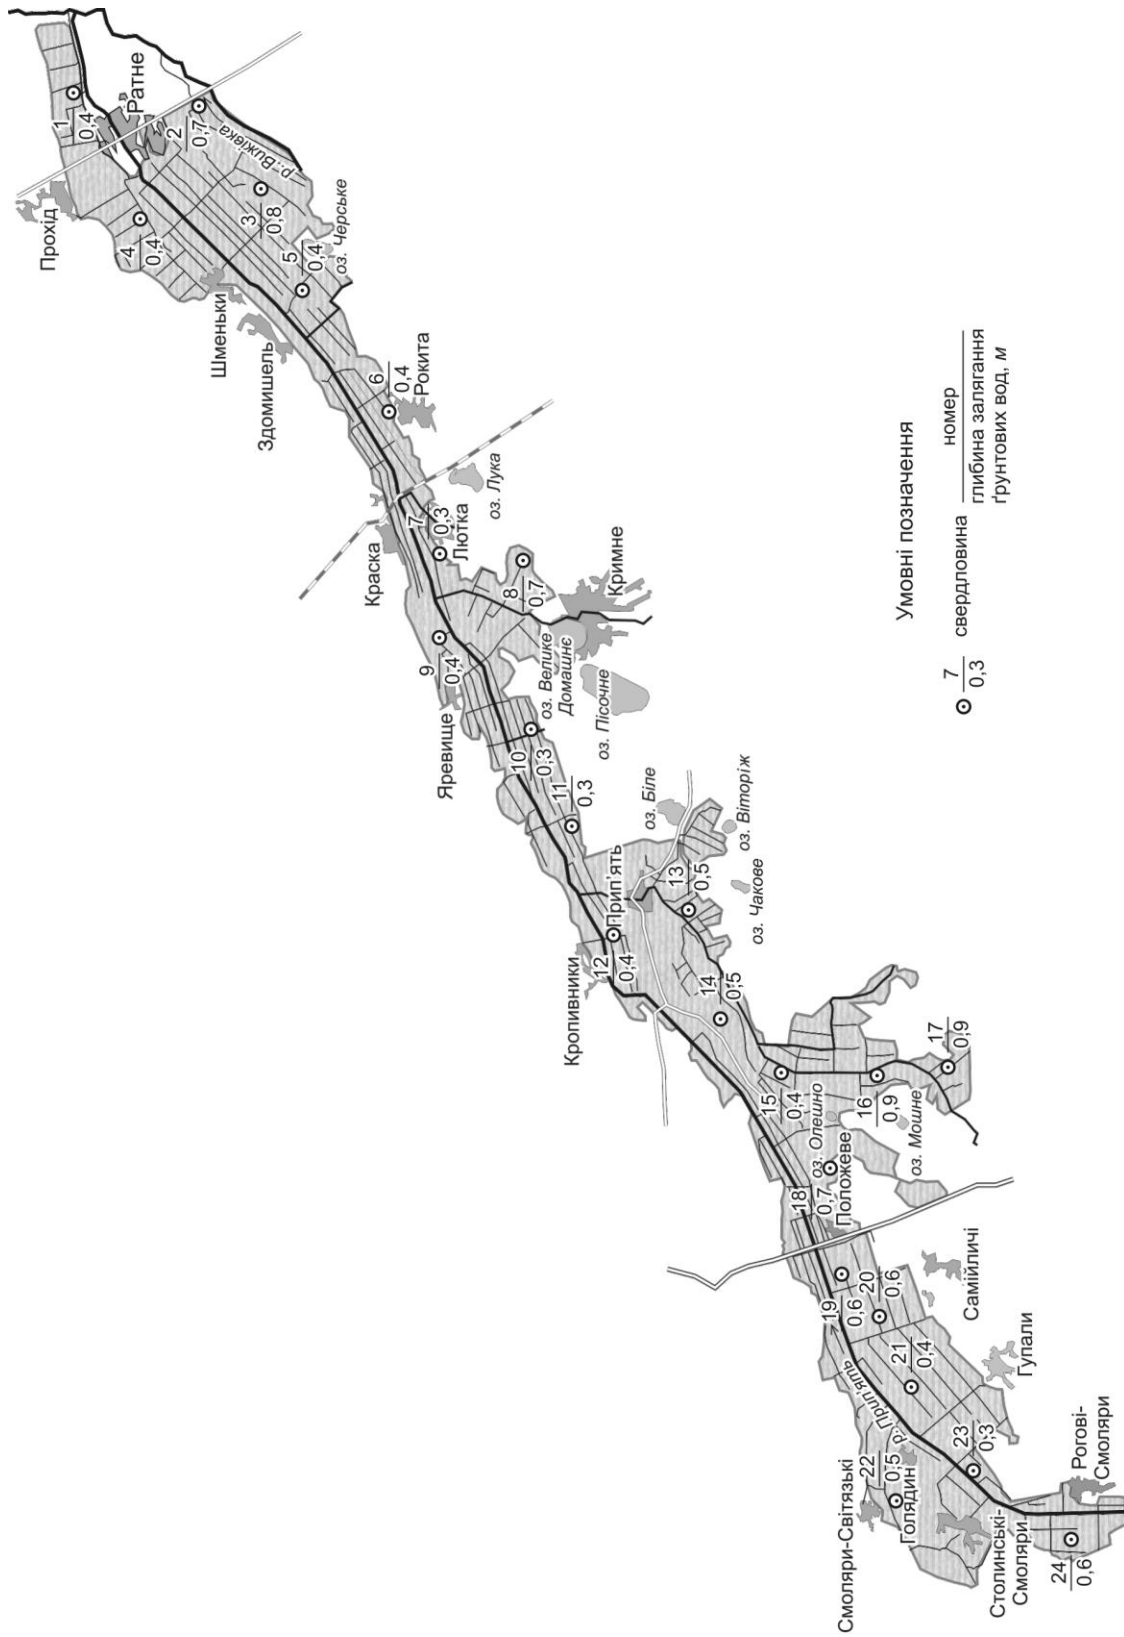 Прохід
1
0,4
Ратне
2
0,7
р. Вижівка
3
0,8
4
0,4
5
0,4
оз. Черське
Шменьки
Здомишель
6
0,4
Рокита
Краска
7
0,3
Лютка
оз. Лука
8
0,7
Кримне
оз. Велике
Домашнє
оз. Пісочне
9
0,4
Яревище
10
0,3
11
0,3
оз. Біле
оз. Віторіж
оз. Чакове
Прип'ять
13
0,5
Кропивники
12
0,4
14
0,5
15
0,4
16
0,9
17
0,9
оз. Олешно
оз. Мошне
Положеве
18
0,7
19
0,6
20
0,6
Самійличі
21
0,4
Гупали
р. Прип'ять
Смоляри-Світязькі
22
0,5
Голядин
23
0,3
Столинські-
Смоляри
Рогові-
Смоляри
24
0,6
Умовні позначення
7
0,3
свердловина
номер
глибина залягання
ґрунтових вод, м